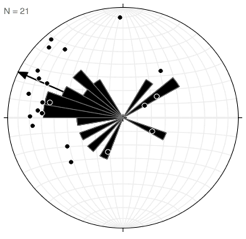 N = 21